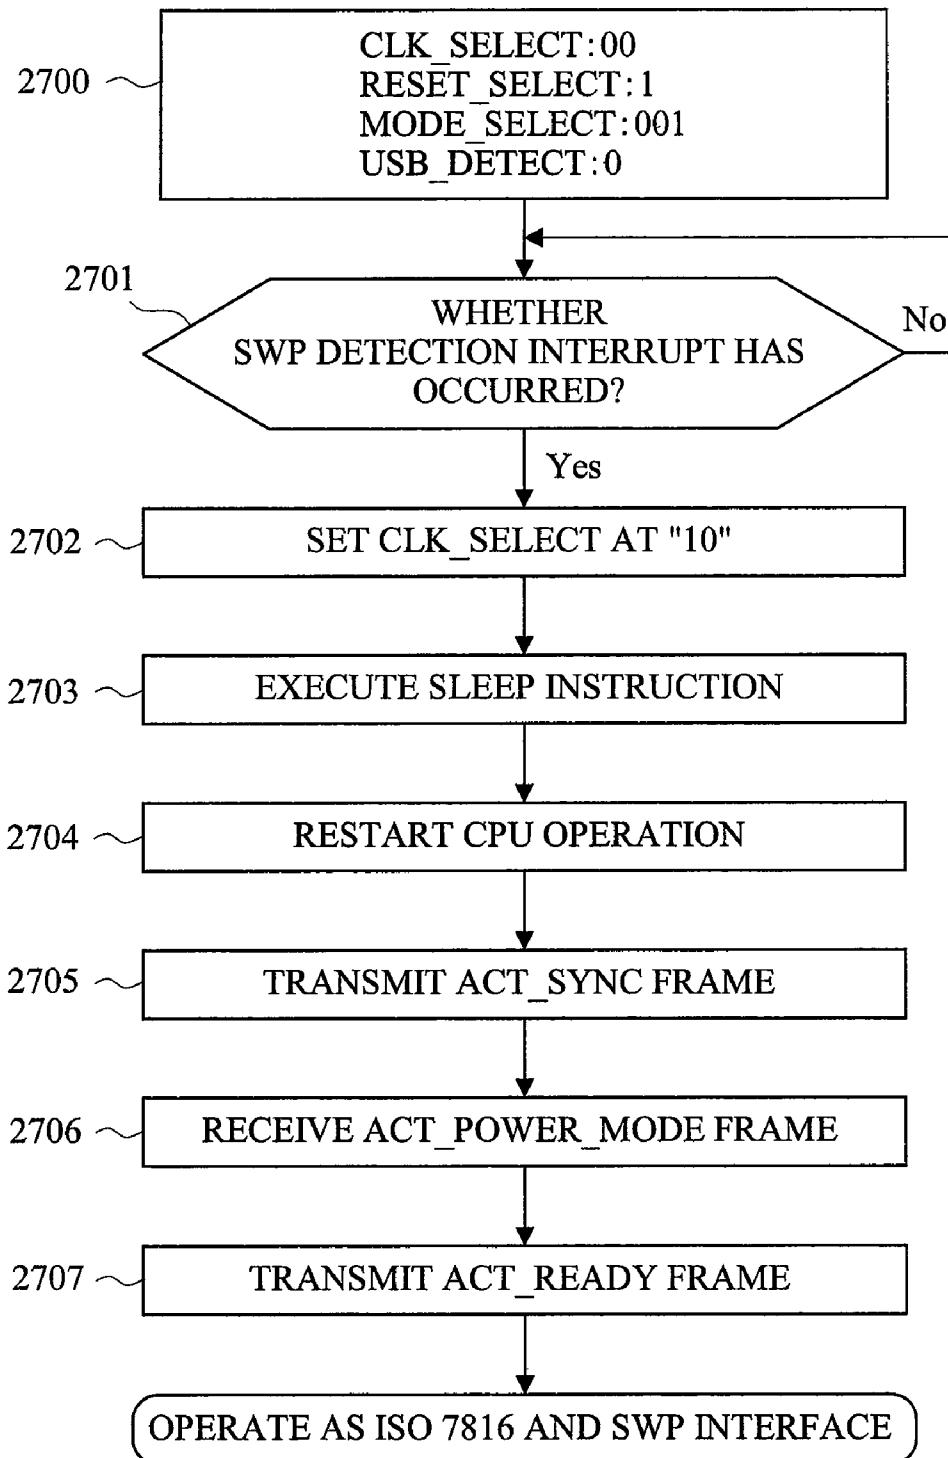 CLK_SELECT:00
2700
RESET_SELECT:1
MODE_SELECT:001
USB_DETECT:0
2701
WHETHER
SWP DETECTION INTERRUPT HAS
OCCURRED?
No
Yes
2702
SET CLK_SELECT AT "10"
2703
EXECUTE SLEEP INSTRUCTION
2704
RESTART CPU OPERATION
2705
TRANSMIT ACT_SYNC FRAME
2706
RECEIVE ACT_POWER_MODE FRAME
2707
TRANSMIT ACT_READY FRAME
OPERATE AS ISO 7816 AND SWP INTERFACE